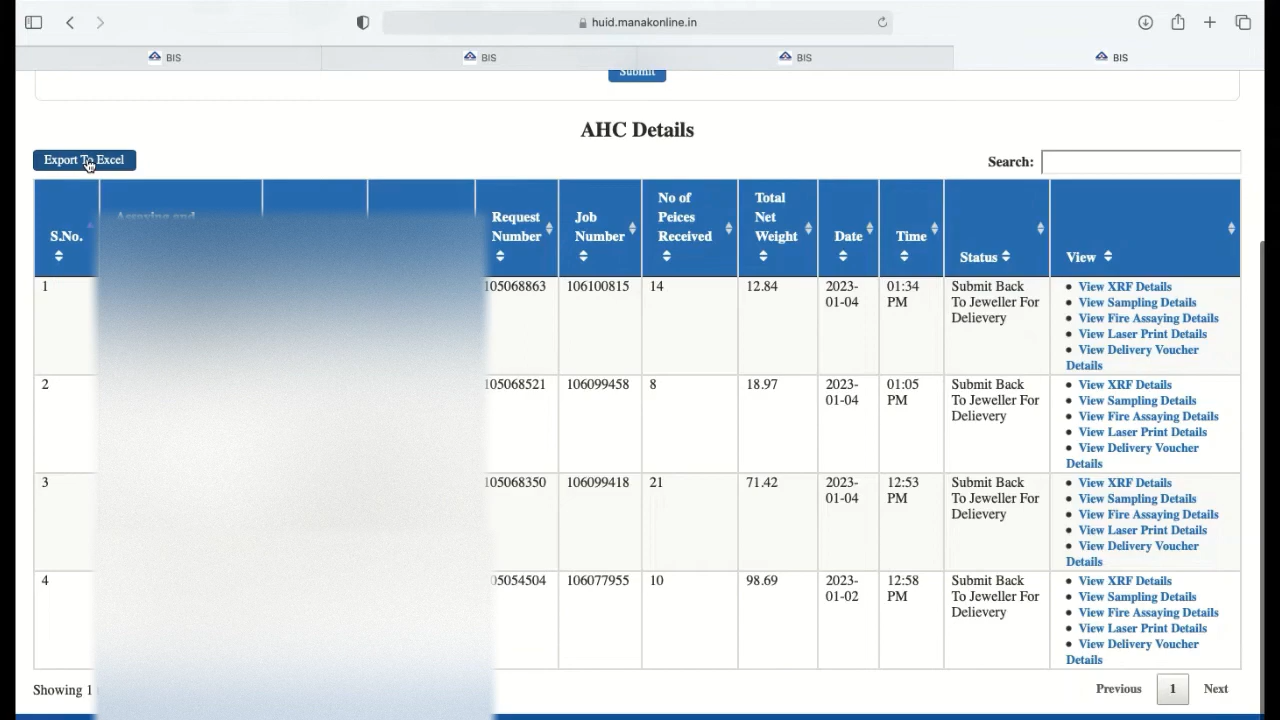 huid.manakonline.in
BIS
BIS
BIS
BIS
Submit
AHC Details
Export To Excel
Search:
S.No.
Assaying and
Request
Number
Job
Number
No of
Peices
Received
Total
Net
Weight
Date
Time
Status
View
1
105068863
106100815
14
12.84
2023-
01-04
01:34
PM
Submit Back
To Jeweller For
Delievery
View XRF Details
View Sampling Details
View Fire Assaying Details
View Laser Print Details
View Delivery Voucher
Details
2
105068521
106099458
8
18.97
2023-
01-04
01:05
PM
Submit Back
To Jeweller For
Delievery
View XRF Details
View Sampling Details
View Fire Assaying Details
View Laser Print Details
View Delivery Voucher
Details
3
105068350
106099418
21
71.42
2023-
01-04
12:53
PM
Submit Back
To Jeweller For
Delievery
View XRF Details
View Sampling Details
View Fire Assaying Details
View Laser Print Details
View Delivery Voucher
Details
4
05054504
106077955
10
98.69
2023-
01-02
12:58
PM
Submit Back
To Jeweller For
Delievery
View XRF Details
View Sampling Details
View Fire Assaying Details
View Laser Print Details
View Delivery Voucher
Details
Showing 1
Previous
1
Next